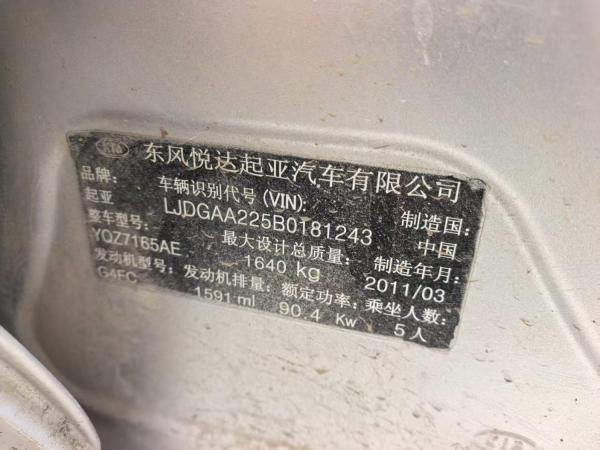 KIA 东风悦达起亚汽车有限公司
品牌: 车辆识别代号(VIN): 制造国:
起亚 LJDGAA225B0181243 中国
整车型号: 最大设计总质量: 制造年月:
YQZ7165AE 1640 kg 2011/03
发动机型号: 发动机排量: 额定功率: 乘坐人数:
G4FC 1591 ml 90.4 Kw 5人